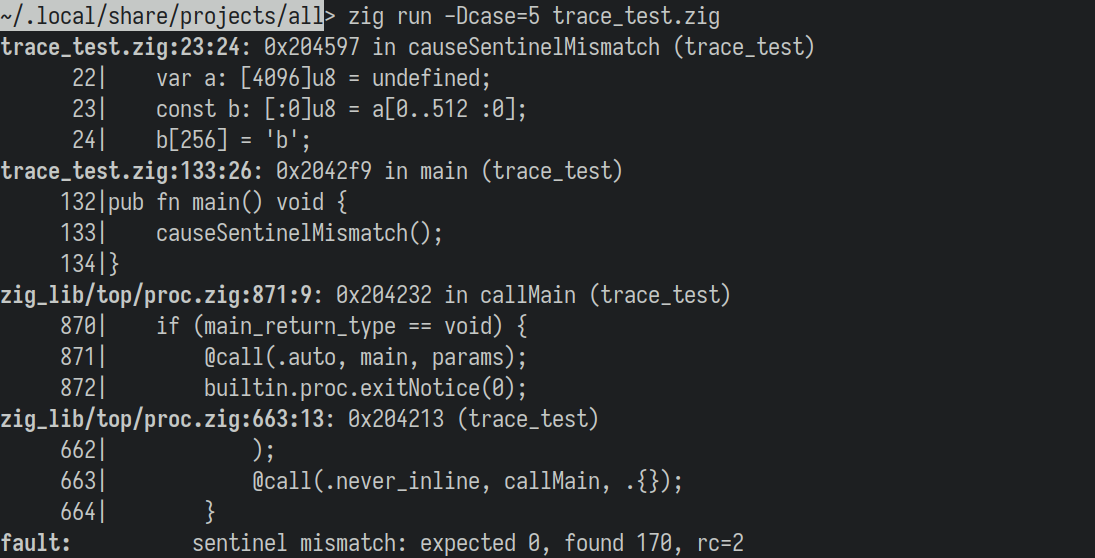 ~/.local/share/projects/all> zig run -Dcase=5 trace_test.zig
trace_test.zig:23:24: 0x204597 in causeSentinelMismatch (trace_test)
22|    var a: [4096]u8 = undefined;
23|    const b: [:0]u8 = a[0..512 :0];
24|    b[256] = 'b';
trace_test.zig:133:26: 0x2042f9 in main (trace_test)
132|pub fn main() void {
133|    causeSentinelMismatch();
134|}
zig_lib/top/proc.zig:871:9: 0x204232 in callMain (trace_test)
870|    if (main_return_type == void) {
871|        @call(.auto, main, params);
872|        builtin.proc.exitNotice(0);
zig_lib/top/proc.zig:663:13: 0x204213 (trace_test)
662|            );
663|            @call(.never_inline, callMain, .{});
664|        }
fault:          sentinel mismatch: expected 0, found 170, rc=2